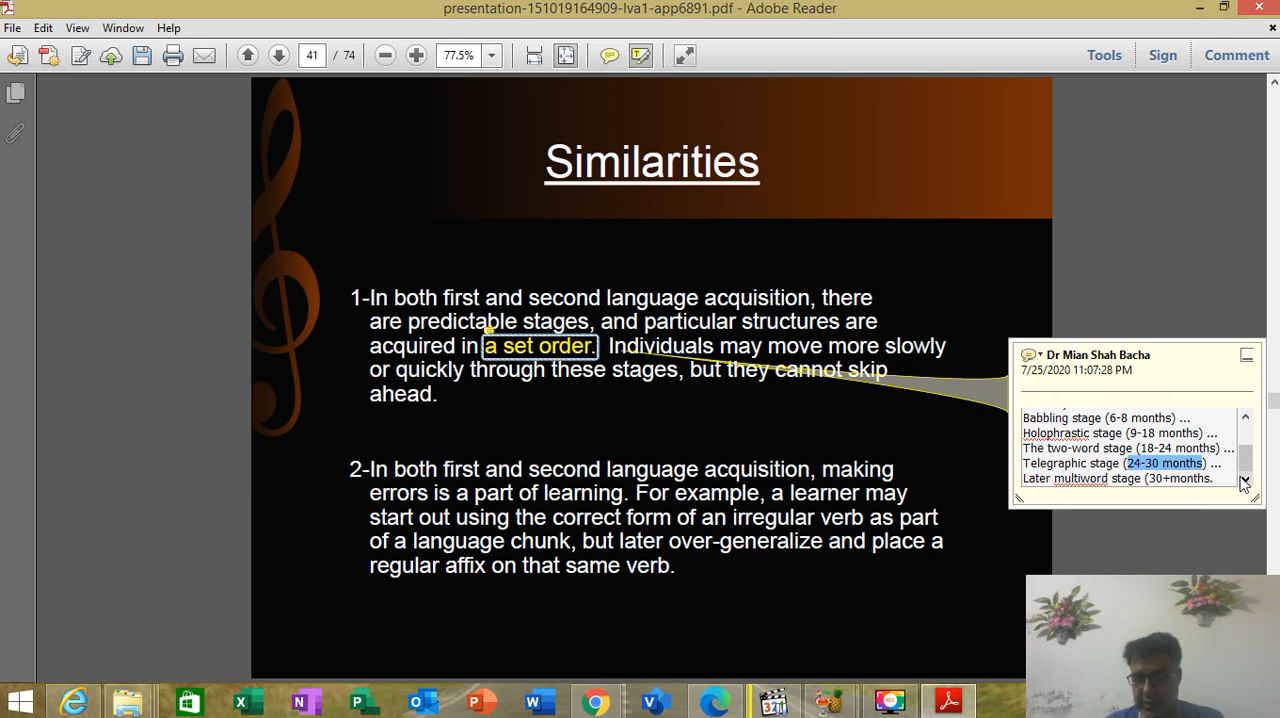 presentation-151019164909-lva1-app6891.pdf - Adobe Reader
File Edit View Window Help
41 / 74 77.5% Tools Sign Comment
Similarities
1-In both first and second language acquisition, there
are predictable stages, and particular structures are
acquired in a set order. Individuals may move more slowly
or quickly through these stages, but they cannot skip
ahead.
2-In both first and second language acquisition, making
errors is a part of learning. For example, a learner may
start out using the correct form of an irregular verb as part
of a language chunk, but later over-generalize and place a
regular affix on that same verb.
Dr Mian Shah Bacha
7/25/2020 11:07:28 PM
Babbling stage (6-8 months) ...
Holophrastic stage (9-18 months) ...
The two-word stage (18-24 months) ...
Telegraphic stage (24-30 months) ...
Later multiword stage (30+months.